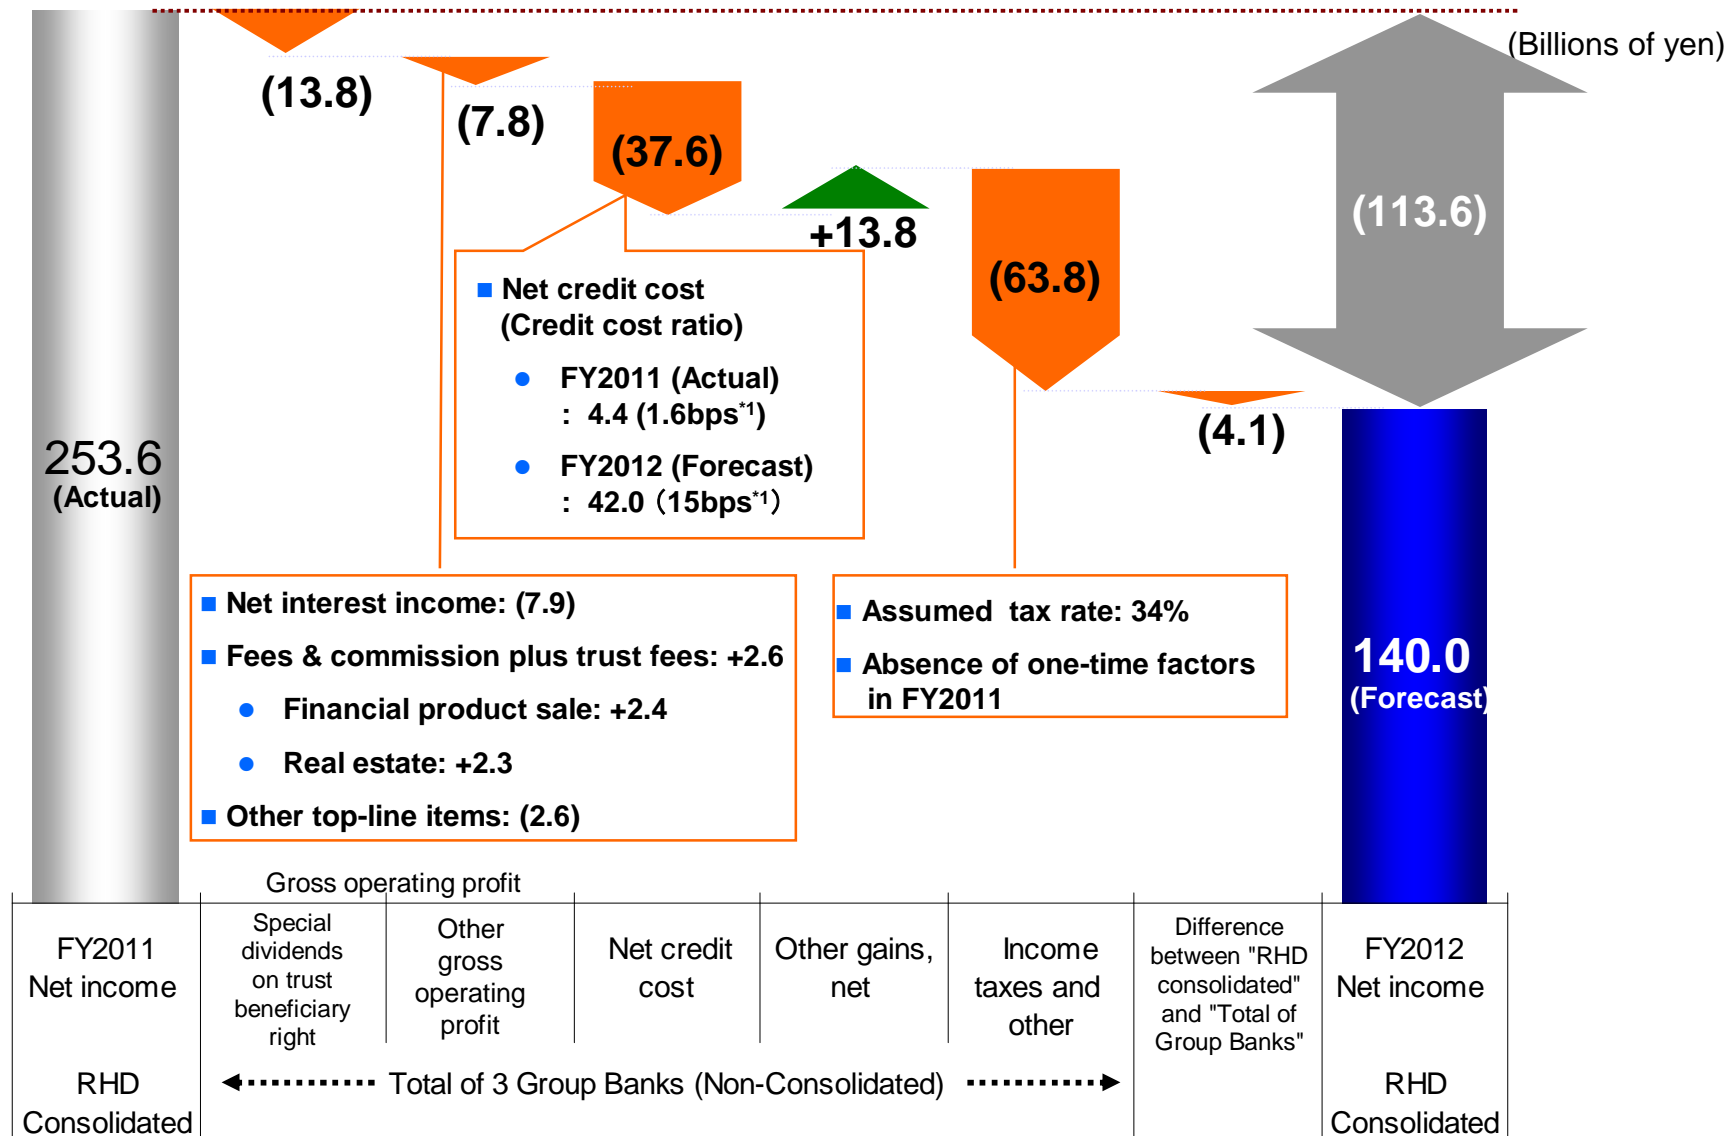 (Billions of yen)
(13.8)
(7.8)
(37.6)
+13.8
(63.8)
(4.1)
(113.6)
253.6
(Actual)
■ Net credit cost
(Credit cost ratio)
● FY2011 (Actual)
: 4.4 (1.6bps*1)
● FY2012 (Forecast)
: 42.0（15bps*1）
■ Net interest income: (7.9)
■ Fees & commission plus trust fees: +2.6
● Financial product sale: +2.4
● Real estate: +2.3
■ Other top-line items: (2.6)
■ Assumed tax rate: 34%
■ Absence of one-time factors
in FY2011
140.0
(Forecast)
Gross operating profit
FY2011
Net income
RHD
Consolidated
Special
dividends
on trust
beneficiary
right
Other
gross
operating
profit
Net credit
cost
Other gains,
net
Income
taxes and
other
Total of 3 Group Banks (Non-Consolidated)
Difference
between "RHD
consolidated"
and "Total of
Group Banks"
FY2012
Net income
RHD
Consolidated